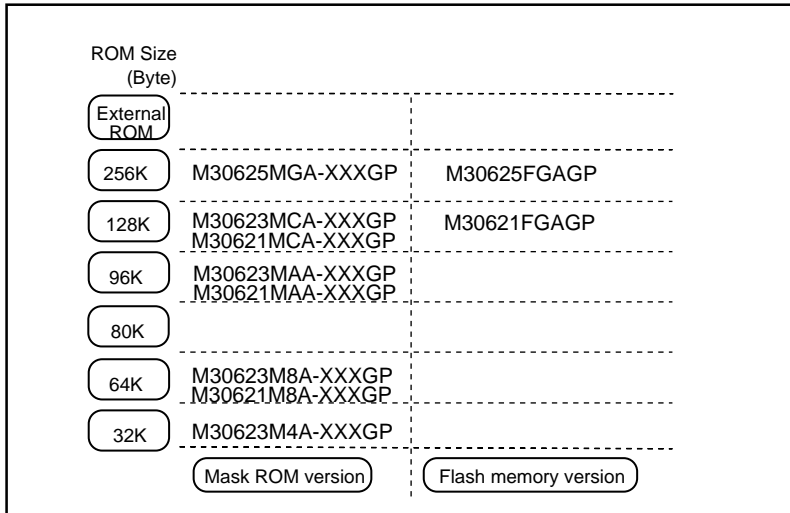 ROM Size
(Byte)
External
ROM
256K M30625MGA-XXXGP M30625FGAGP
128K M30623MCA-XXXGP M30621FGAGP
M30621MCA-XXXGP
96K M30623MAA-XXXGP
M30621MAA-XXXGP
80K
64K M30623M8A-XXXGP
M30621M8A-XXXGP
32K M30623M4A-XXXGP
Mask ROM version Flash memory version